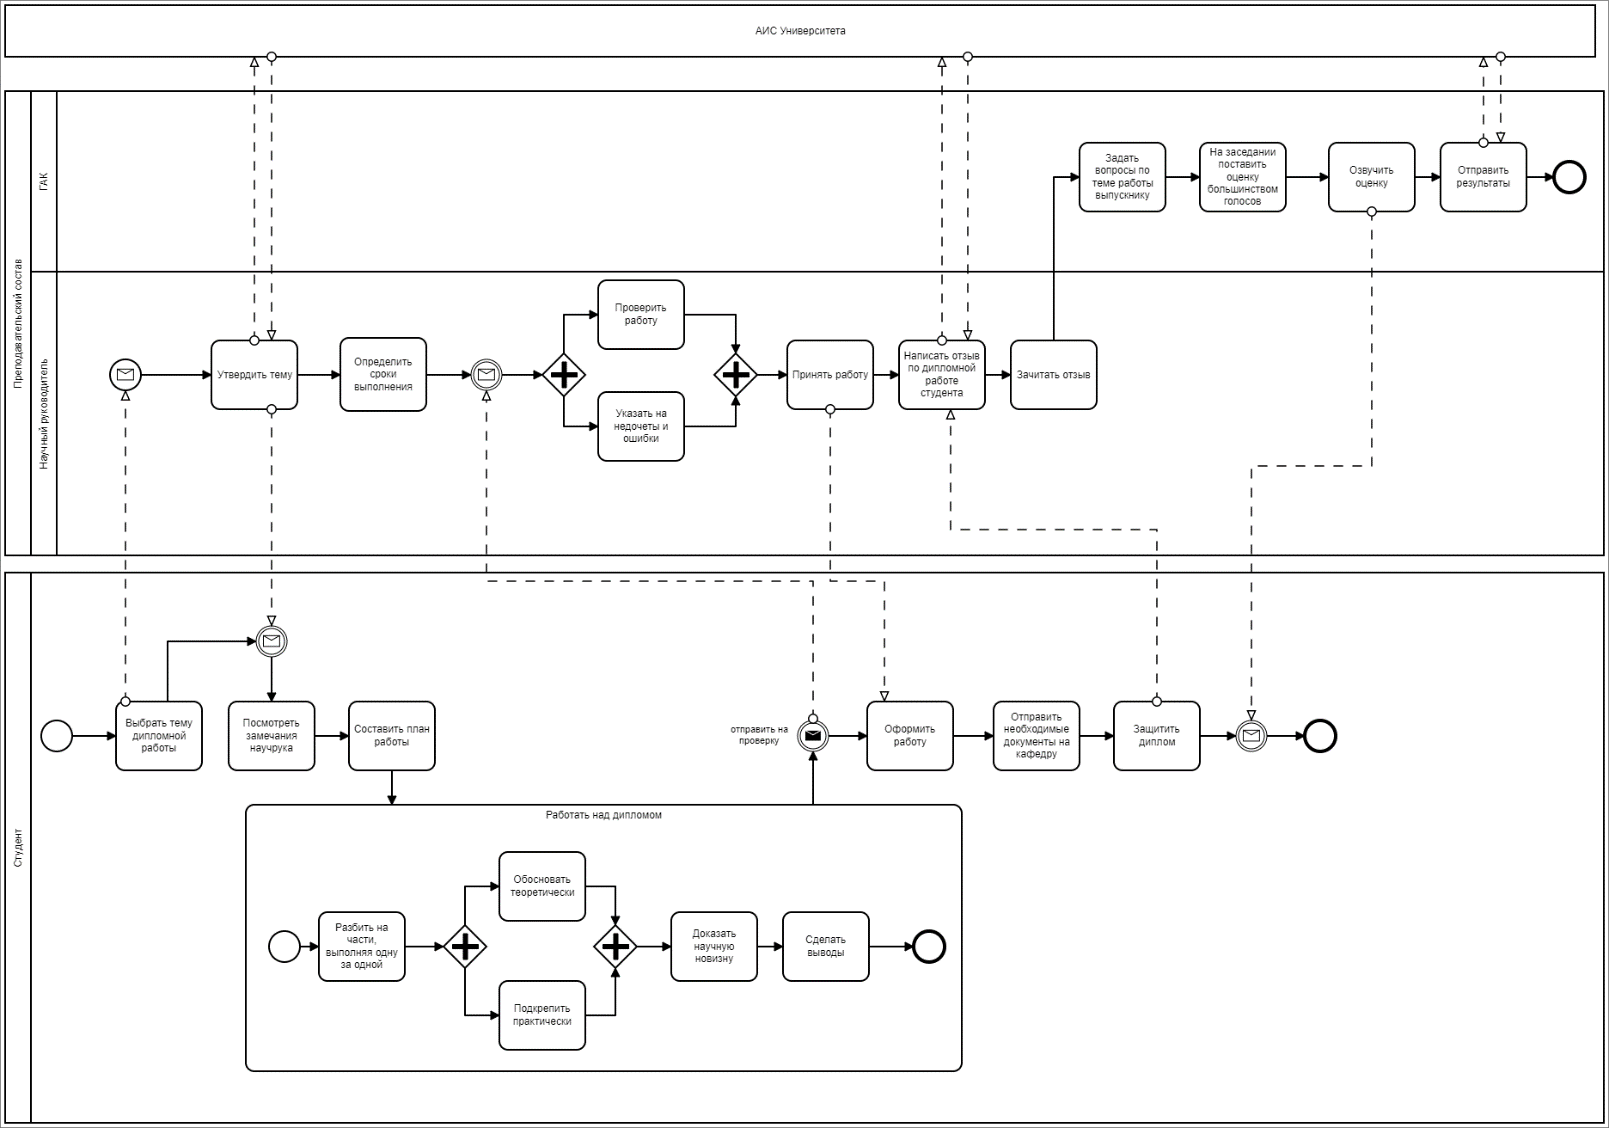 АИС Университета
Преподавательский состав
ГАК
Задать
вопросы по
теме работы
выпускнику
На заседании
поставить
оценку
большинством
голосов
Озвучить
оценку
Отправить
результаты
Научный руководитель
Утвердить тему
Определить
сроки
выполнения
Проверить
работу
Указать на
недочеты и
ошибки
Принять работу
Написать отзыв
по дипломной
работе
студента
Зачитать отзыв
Студент
Выбрать тему
дипломной
работы
Посмотреть
замечания
научрука
Составить план
работы
отправить на
проверку
Оформить
работу
Отправить
необходимые
документы на
кафедру
Защитить
диплом
Работать над дипломом
Разбить на
части,
выполняя одну
за одной
Обосновать
теоретически
Подкрепить
практически
Доказать
научную
новизну
Сделать
выводы